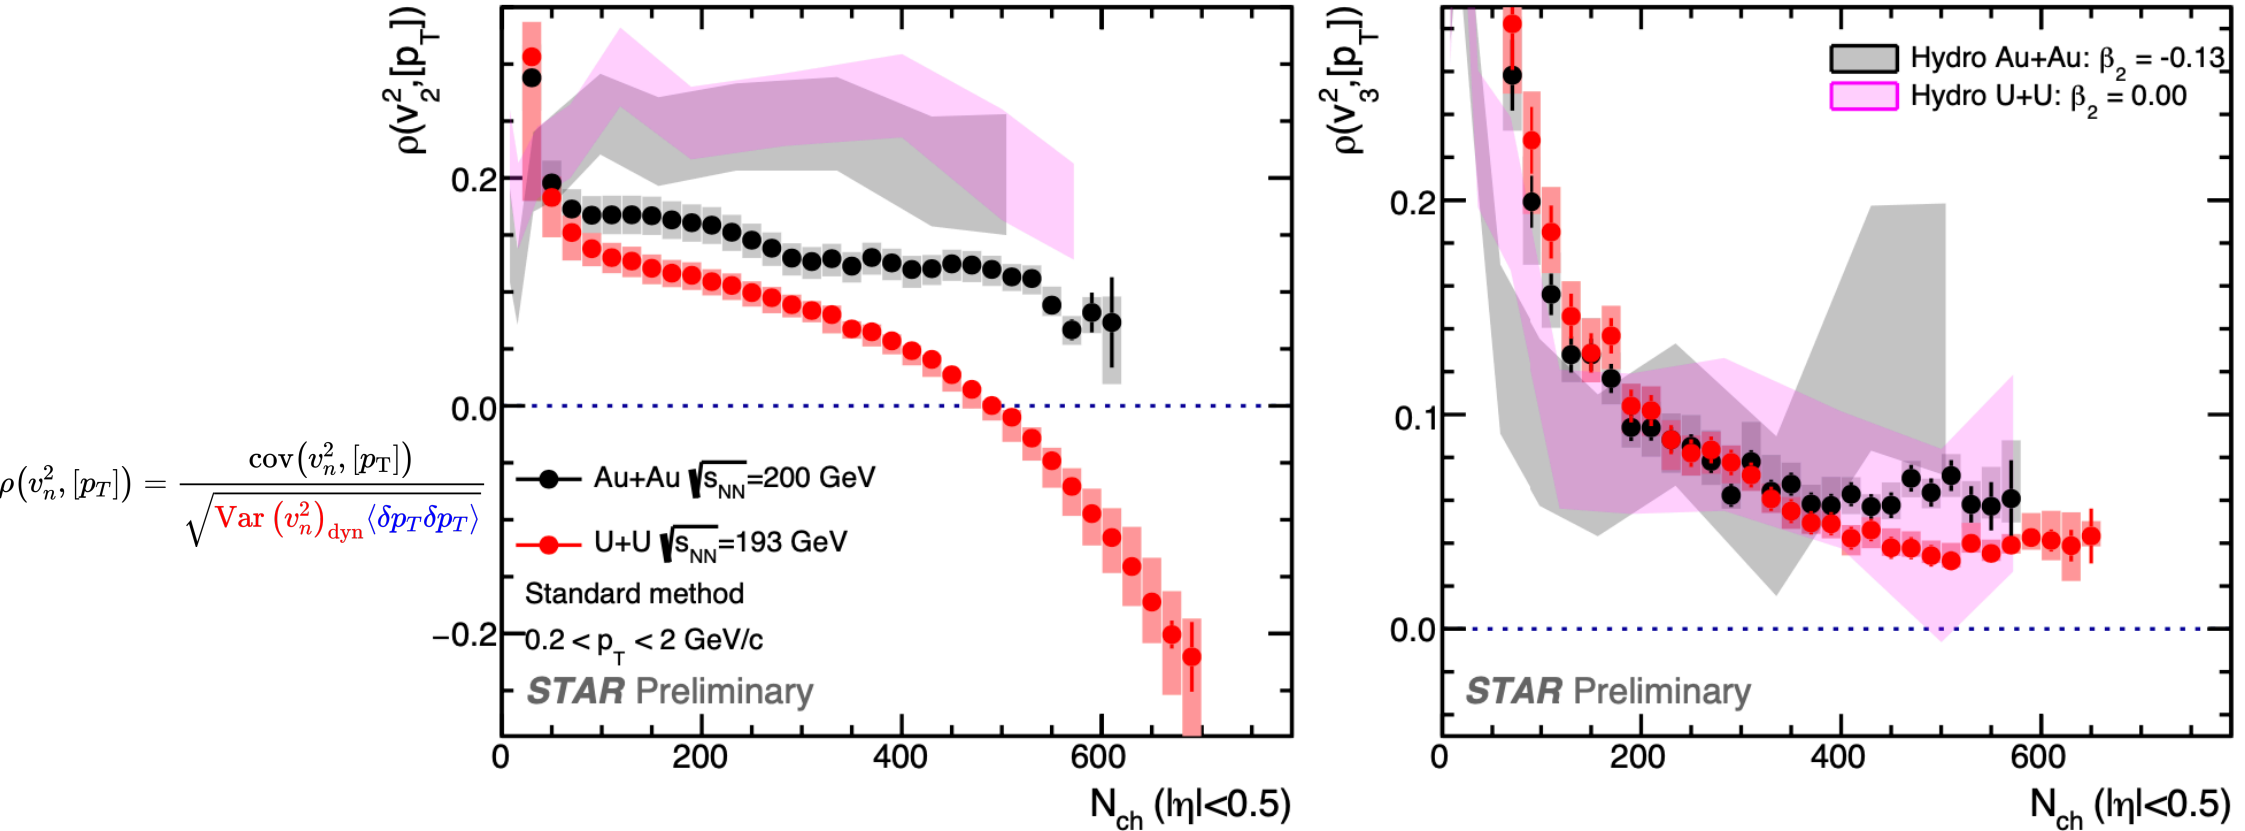 ρ(v_n^2, [p_T]) = cov(v_n^2, [p_T]) / √(Var(v_n^2)_dyn ⟨δp_T δp_T⟩)
ρ(v_2^2,[p_T])
0.2
0.0
−0.2
Au+Au √s_NN=200 GeV
U+U √s_NN=193 GeV
Standard method
0.2 < p_T < 2 GeV/c
STAR Preliminary
0 200 400 600
N_ch (|η|<0.5)
ρ(v_3^2,[p_T])
Hydro Au+Au: β_2 = -0.13
Hydro U+U: β_2 = 0.00
0.2
0.1
0.0
STAR Preliminary
0 200 400 600
N_ch (|η|<0.5)